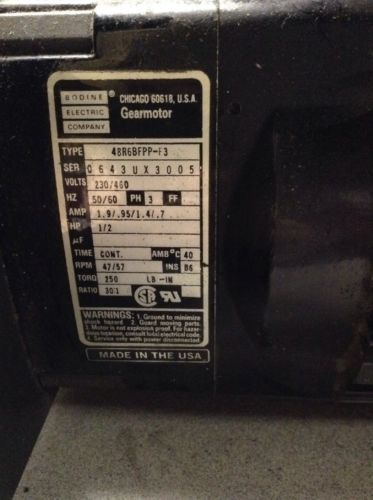 BODINE
ELECTRIC
COMPANY
CHICAGO 60618, U.S.A.
Gearmotor
TYPE 48R6BFPP-F3
SER 0643UX3005
VOLTS 230/460
HZ 50/60 PH 3 FF
AMP 1.9/.95/1.4/.7
HP 1/2
µF
TIME CONT. AMB°C 40
RPM 47/57 INS B6
TORQ 250 LB-IN
RATIO 30:1
WARNINGS: 1. Ground to minimize
shock hazard 2. Guard moving parts.
3. Motor is not explosion proof. For hazar-
dous location, consult local electrical code.
4. Service only with power disconnected
MADE IN THE USA